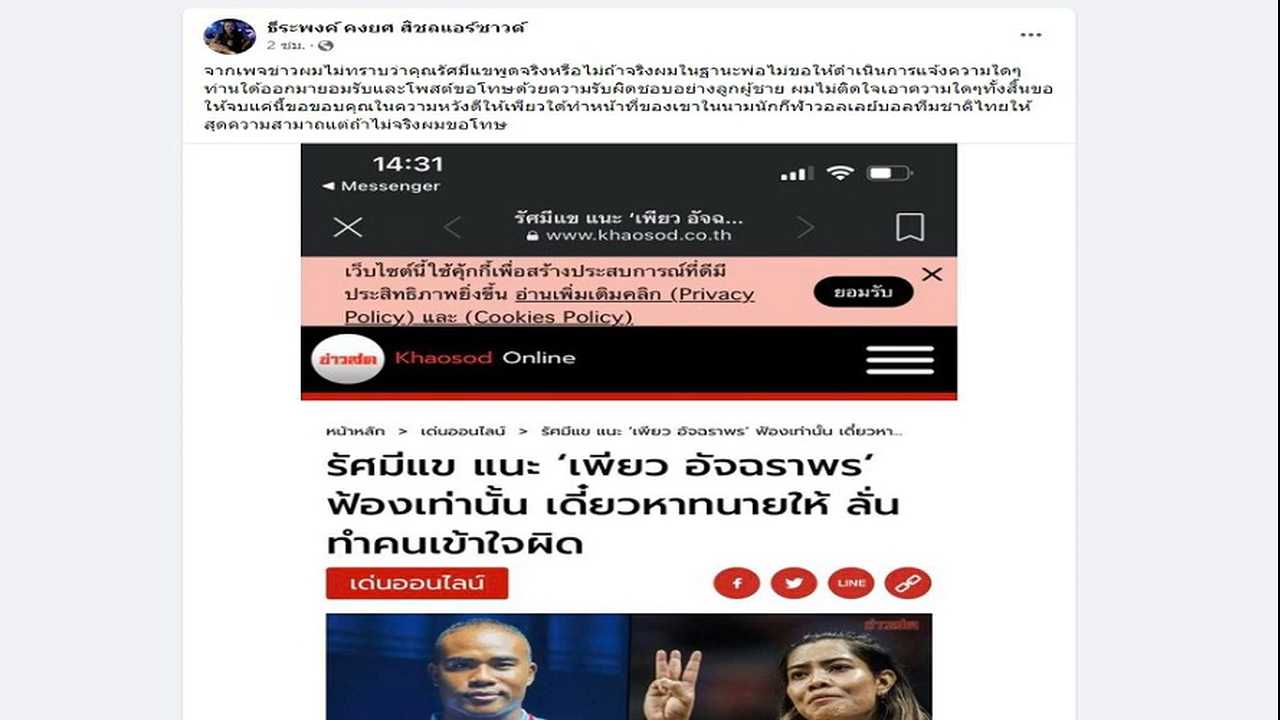 ธีระพงศ์ คงยศ สิชลแอร์ซาวด์
2 ชม. ·
จากเพจข่าวผมไม่ทราบว่าคุณรัศมีแขพูดจริงหรือไม่ถ้าจริงผมในฐานะพ่อไม่ขอให้ดำเนินการแจ้งความใดๆ
ท่านได้ออกมายอมรับและโพสต์ขอโทษด้วยความรับผิดชอบอย่างลูกผู้ชาย ผมไม่ติดใจเอาความใดๆทั้งสิ้นขอ
ให้จบแค่นี้ขอขอบคุณในความหวังดีให้เพียวได้ทำหน้าที่ของเขาในนามนักกีฬาวอลเลย์บอลทีมชาติไทยให้
สุดความสามาถแต่ถ้าไม่จริงผมขอโทษ
14:31
◀ Messenger
รัศมีแข แนะ 'เพียว อัจฉ...
www.khaosod.co.th
เว็บไซต์นี้ใช้คุ้กกี้เพื่อสร้างประสบการณ์ที่ดีมี
ประสิทธิภาพยิ่งขึ้น อ่านเพิ่มเติมคลิก (Privacy
Policy) และ (Cookies Policy)
ยอมรับ
ข่าวสด Khaosod Online
หน้าหลัก > เด่นออนไลน์ > รัศมีแข แนะ 'เพียว อัจฉราพร' ฟ้องเท่านั้น เดี๋ยวหา...
รัศมีแข แนะ 'เพียว อัจฉราพร'
ฟ้องเท่านั้น เดี๋ยวหาทนายให้ ลั่น
ทำคนเข้าใจผิด
เด่นออนไลน์
LINE
ข่าวสด